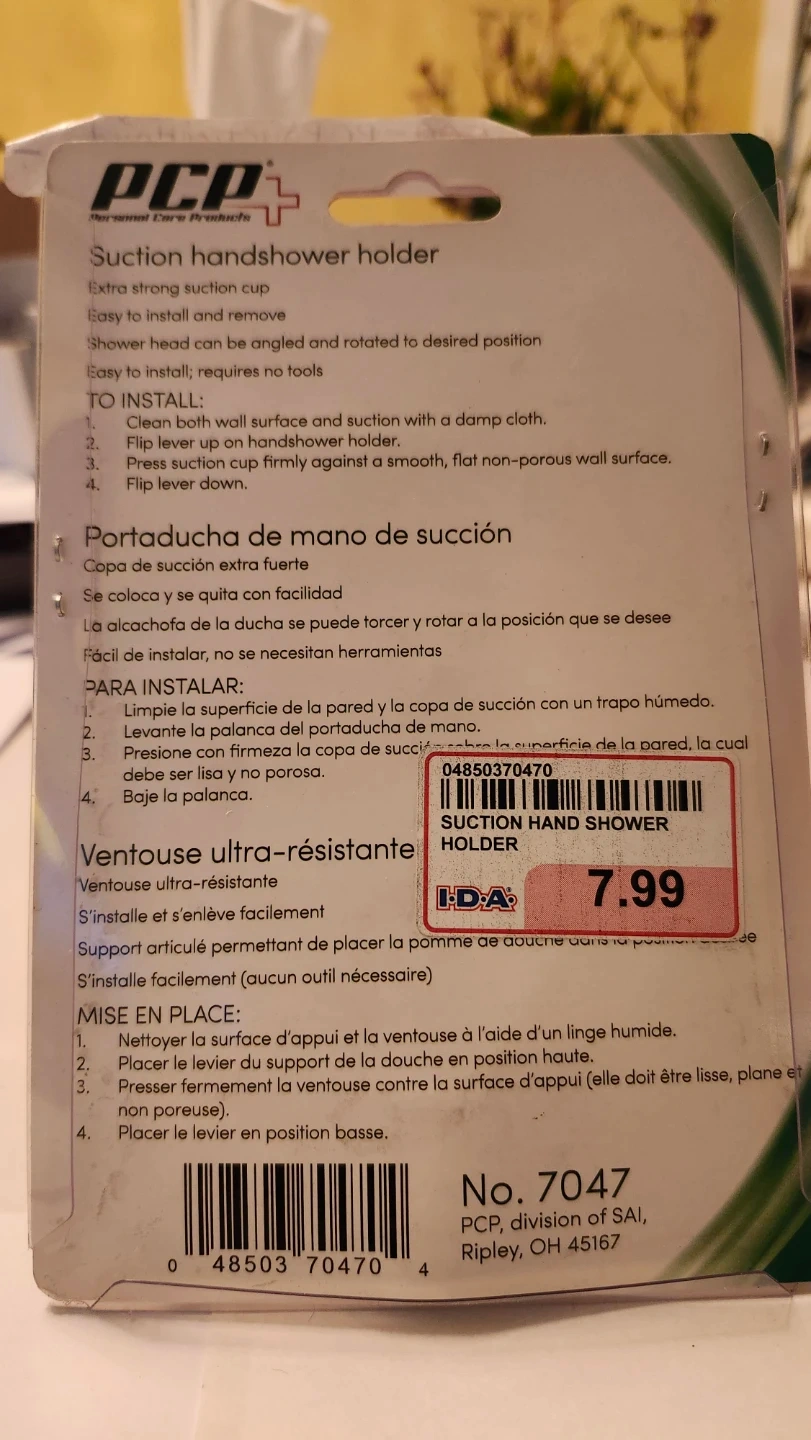 PCP
Personal Care Products
Suction handshower holder
Extra strong suction cup
Easy to install and remove
Shower head can be angled and rotated to desired position
Easy to install; requires no tools
TO INSTALL:
1. Clean both wall surface and suction with a damp cloth.
2. Flip lever up on handshower holder.
3. Press suction cup firmly against a smooth, flat non-porous wall surface.
4. Flip lever down.
Portaducha de mano de succión
Copa de succión extra fuerte
Se coloca y se quita con facilidad
La alcachofa de la ducha se puede torcer y rotar a la posición que se desee
Fácil de instalar, no se necesitan herramientas
PARA INSTALAR:
1. Limpie la superficie de la pared y la copa de succión con un trapo húmedo.
2. Levante la palanca del portaducha de mano.
3. Presione con firmeza la copa de succión sobre la superficie de la pared, la cual
debe ser lisa y no porosa.
4. Baje la palanca.
04850370470
SUCTION HAND SHOWER
HOLDER
I·D·A®
7.99
Ventouse ultra-résistante
Ventouse ultra-résistante
S'installe et s'enlève facilement
Support articulé permettant de placer la pomme de douche dans la position
S'installe facilement (aucun outil nécessaire)
MISE EN PLACE:
1. Nettoyer la surface d'appui et la ventouse à l'aide d'un linge humide.
2. Placer le levier du support de la douche en position haute.
3. Presser fermement la ventouse contre la surface d'appui (elle doit être lisse, plane et
non poreuse).
4. Placer le levier en position basse.
0 48503 70470 4
No. 7047
PCP, division of SAI,
Ripley, OH 45167